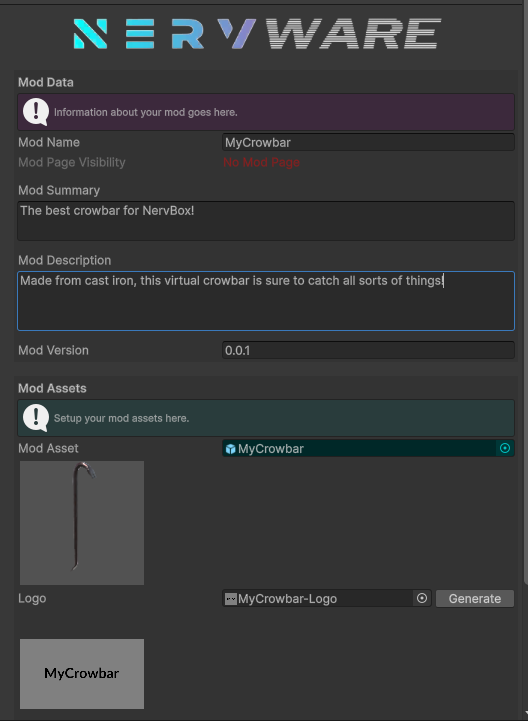 NERVWARE
Mod Data
Information about your mod goes here.
Mod Name MyCrowbar
Mod Page Visibility No Mod Page
Mod Summary
The best crowbar for NervBox!
Mod Description
Made from cast iron, this virtual crowbar is sure to catch all sorts of things!
Mod Version 0.0.1
Mod Assets
Setup your mod assets here.
Mod Asset MyCrowbar
Logo MyCrowbar-Logo Generate
MyCrowbar